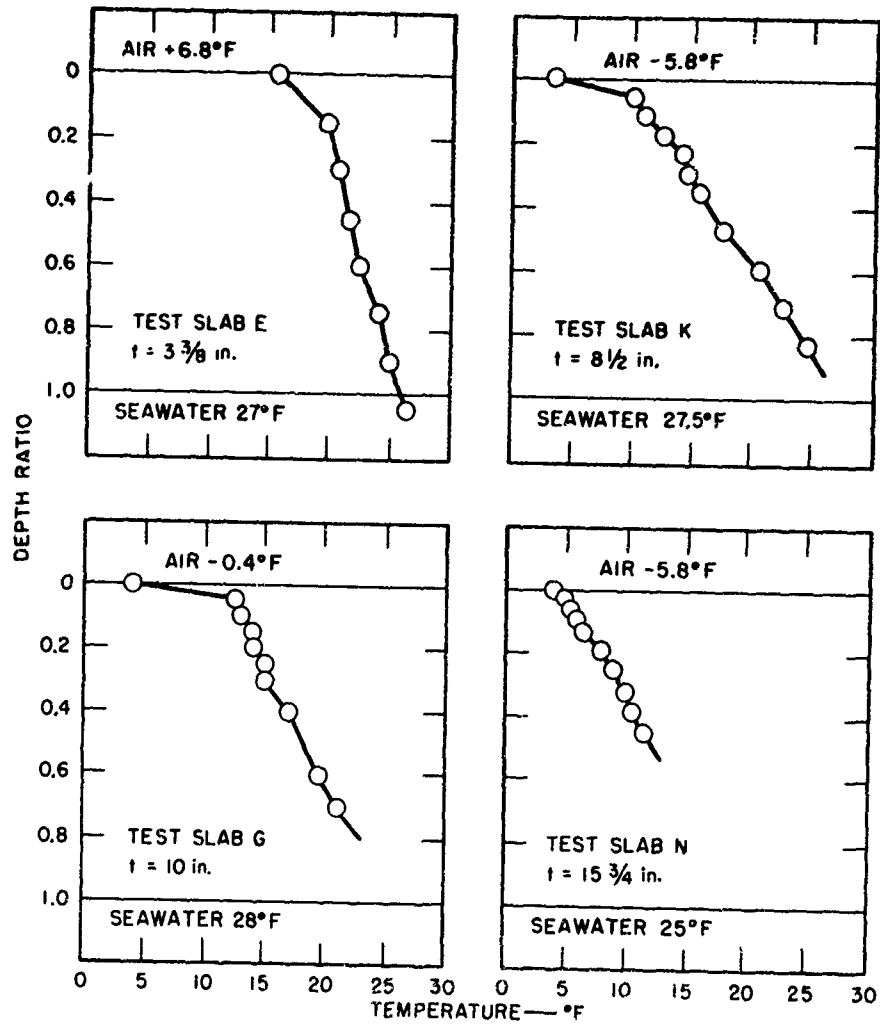 AIR +6.8°F
0
0.2
0.4
0.6
0.8
1.0
TEST SLAB E
t = 3 3/8 in.
SEAWATER 27°F
AIR -5.8°F
TEST SLAB K
t = 8 1/2 in.
SEAWATER 27.5°F
DEPTH RATIO
AIR -0.4°F
0
0.2
0.4
0.6
0.8
1.0
TEST SLAB G
t = 10 in.
SEAWATER 28°F
0 5 10 15 20 25 30
AIR -5.8°F
TEST SLAB N
t = 15 3/4 in.
SEAWATER 25°F
0 5 10 15 20 25 30
TEMPERATURE — °F